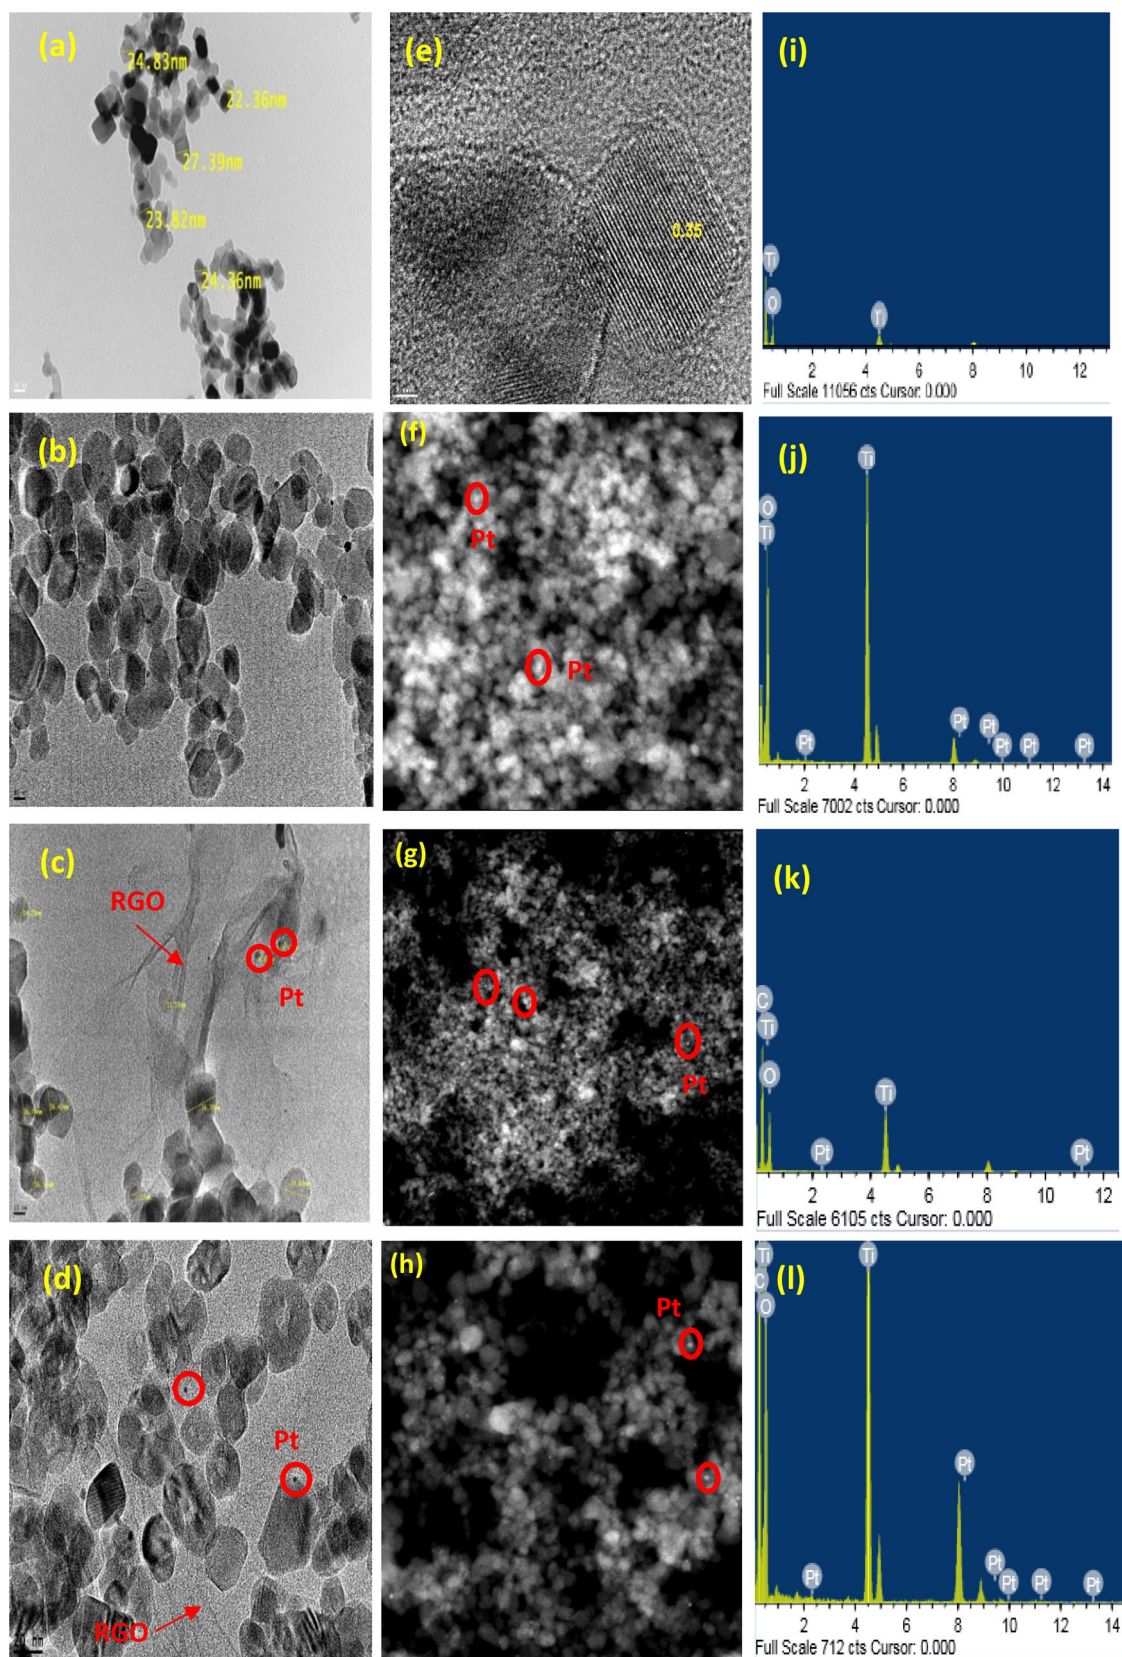 (a)
24.83nm
22.36nm
27.39nm
23.82nm
24.36nm
(e)
0.35
(i)
Ti
O
2 4 6 8 10 12
Full Scale 11056 cts Cursor: 0.000
(b)
(f)
Pt
Pt
(j)
Ti
O
Ti
Pt
Pt
Pt
Pt
Pt
Pt
2 4 6 8 10 12 14
Full Scale 7002 cts Cursor: 0.000
(c)
RGO
Pt
(g)
Pt
(k)
C
Ti
O
Ti
Pt
Pt
2 4 6 8 10 12
Full Scale 6105 cts Cursor: 0.000
(d)
Pt
RGO
20 nm
(h)
Pt
(l)
Ti
C
O
Ti
Pt
Pt
Pt
Pt
Pt
Pt
2 4 6 8 10 12 14
Full Scale 712 cts Cursor: 0.000